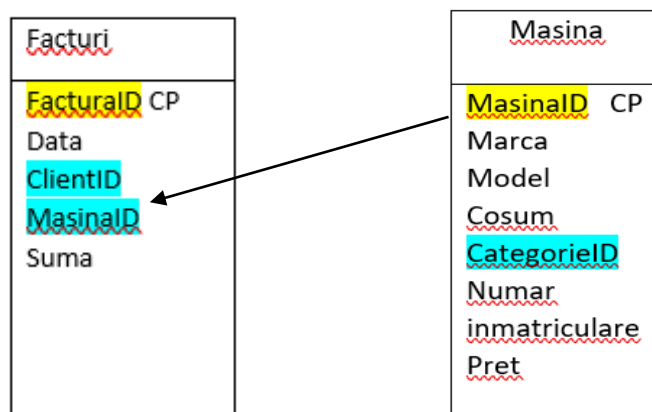 Facturi
FacturaID CP
Data
ClientID
MasinaID
Suma
Masina
MasinaID CP
Marca
Model
Cosum
CategorieID
Numar
inmatriculare
Pret